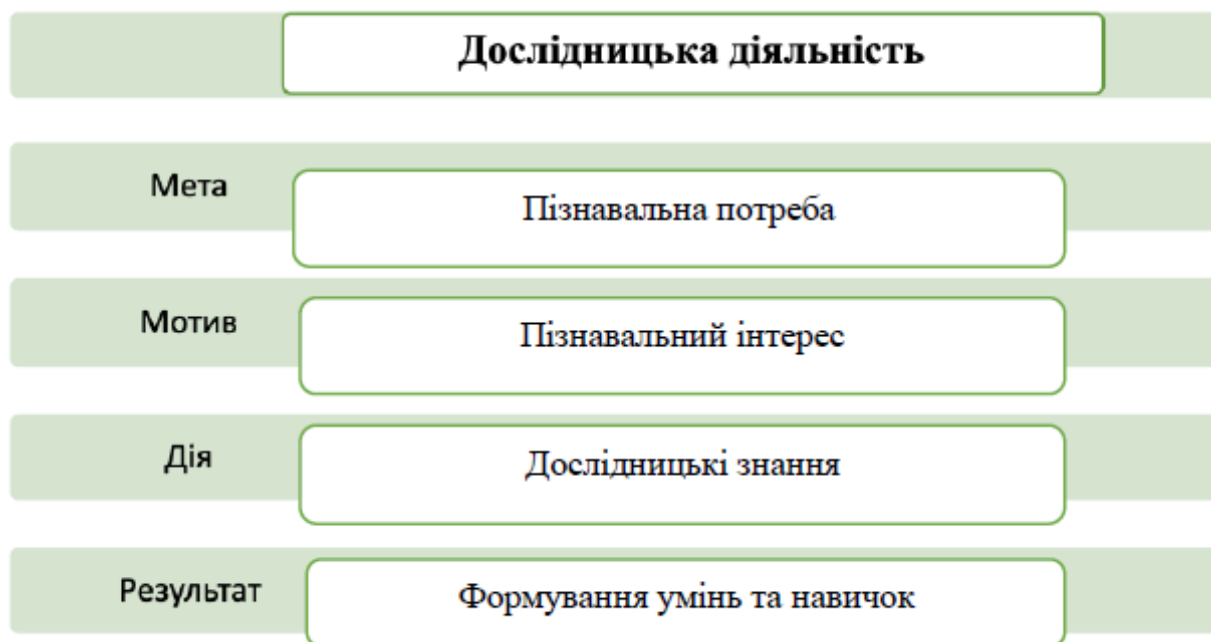 Дослідницька діяльність
Мета
Пізнавальна потреба
Мотив
Пізнавальний інтерес
Дія
Дослідницькі знання
Результат
Формування умінь та навичок